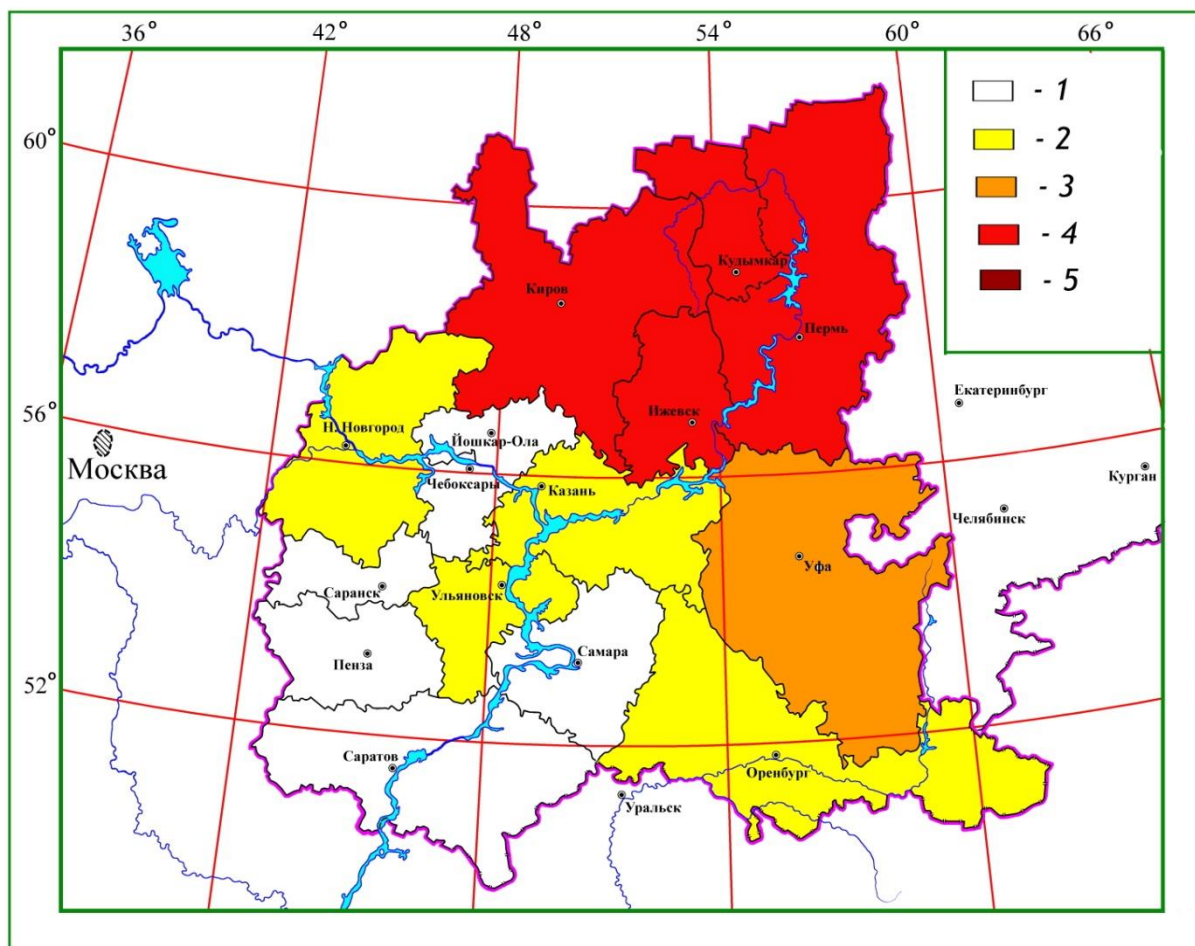 36° 42° 48° 54° 60° 66°
- 1
- 2
60°
- 3
- 4
Кудымкар
- 5
Киров
Пермь
Екатеринбург
56°
Ижевск
Н. Новгород
Йошкар-Ола
Москва
Чебоксары
Курган
Казань
Челябинск
Уфа
Саранск
Ульяновск
Пенза
Самара
52°
Саратов
Оренбург
Уральск